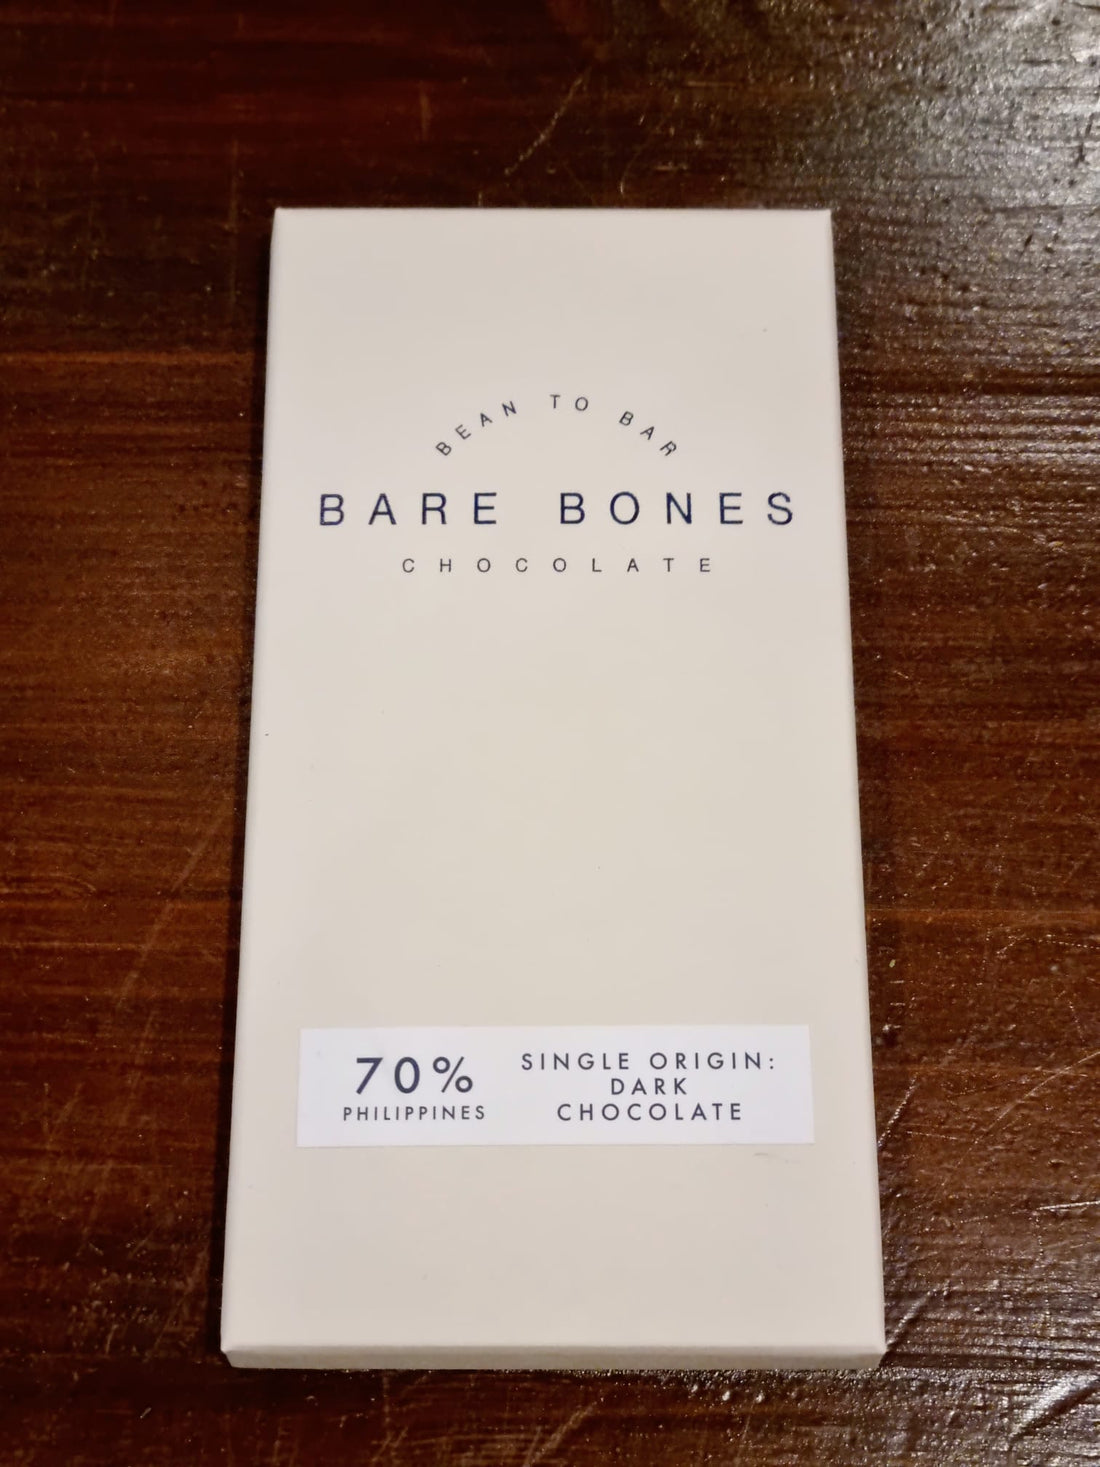 BEAN TO BAR
BARE BONES
CHOCOLATE
70%
PHILIPPINES
SINGLE ORIGIN:
DARK
CHOCOLATE